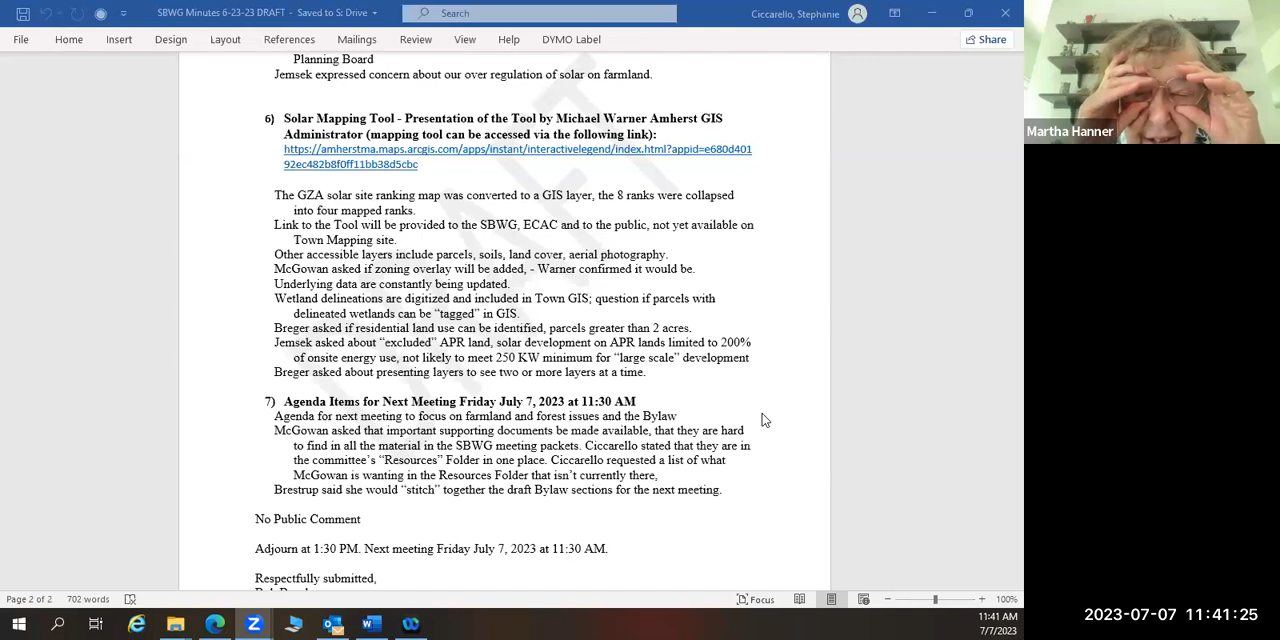 SBWG Minutes 6-23-23 DRAFT - Saved to S: Drive
Search
Ciccarello, Stephanie
File Home Insert Design Layout References Mailings Review View Help DYMO Label
Share
Planning Board
Jemsek expressed concern about our over regulation of solar on farmland.
6) Solar Mapping Tool - Presentation of the Tool by Michael Warner Amherst GIS
Administrator (mapping tool can be accessed via the following link):
https://amherstma.maps.arcgis.com/apps/instant/interactivelegend/index.html?appid=e680d401
92ec482b8f0ff11bb38d5cbc
The GZA solar site ranking map was converted to a GIS layer, the 8 ranks were collapsed
into four mapped ranks.
Link to the Tool will be provided to the SBWG, ECAC and to the public, not yet available on
Town Mapping site.
Other accessible layers include parcels, soils, land cover, aerial photography.
McGowan asked if zoning overlay will be added, - Warner confirmed it would be.
Underlying data are constantly being updated.
Wetland delineations are digitized and included in Town GIS; question if parcels with
delineated wetlands can be “tagged” in GIS.
Breger asked if residential land use can be identified, parcels greater than 2 acres.
Jemsek asked about “excluded” APR land, solar development on APR lands limited to 200%
of onsite energy use, not likely to meet 250 KW minimum for “large scale” development
Breger asked about presenting layers to see two or more layers at a time.
7) Agenda Items for Next Meeting Friday July 7, 2023 at 11:30 AM
Agenda for next meeting to focus on farmland and forest issues and the Bylaw
McGowan asked that important supporting documents be made available, that they are hard
to find in all the material in the SBWG meeting packets. Ciccarello stated that they are in
the committee’s “Resources” Folder in one place. Ciccarello requested a list of what
McGowan is wanting in the Resources Folder that isn’t currently there,
Brestrup said she would “stitch” together the draft Bylaw sections for the next meeting.
No Public Comment
Adjourn at 1:30 PM. Next meeting Friday July 7, 2023 at 11:30 AM.
Respectfully submitted,
DRAFT
Page 2 of 2 702 words
Focus
100%
11:41 AM
7/7/2023
Martha Hanner
2023-07-07 11:41:25